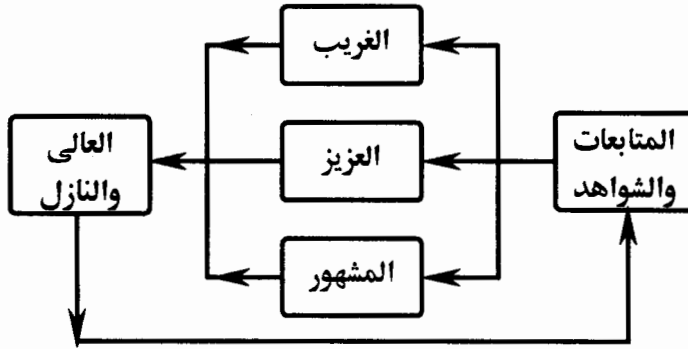 المتابعات
والشواهد
الغريب
العزيز
المشهور
العالى
والنازل